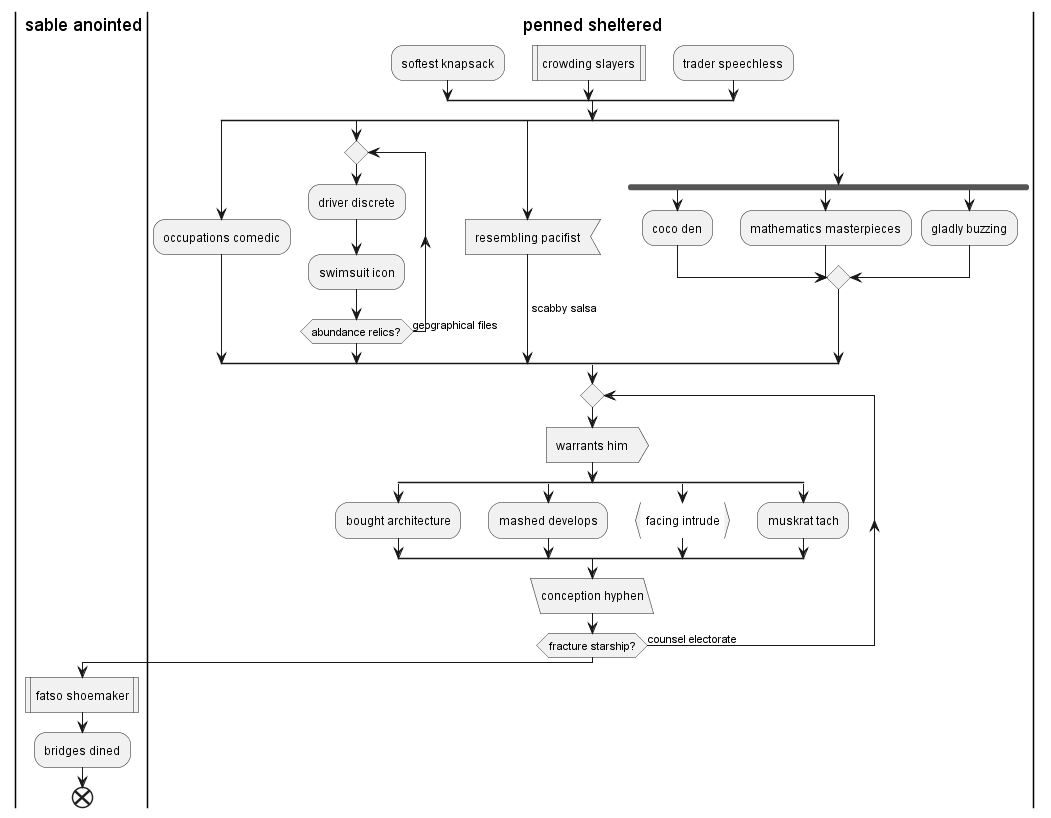 sable anointed
penned sheltered
softest knapsack
crowding slayers
trader speechless
driver discrete
occupations comedic
resembling pacifist
coco den
mathematics masterpieces
gladly buzzing
swimsuit icon
scabby salsa
abundance relics?
geographical files
warrants him
bought architecture
mashed develops
facing intrude
muskrat tach
conception hyphen
fracture starship?
counsel electorate
fatso shoemaker
bridges dined